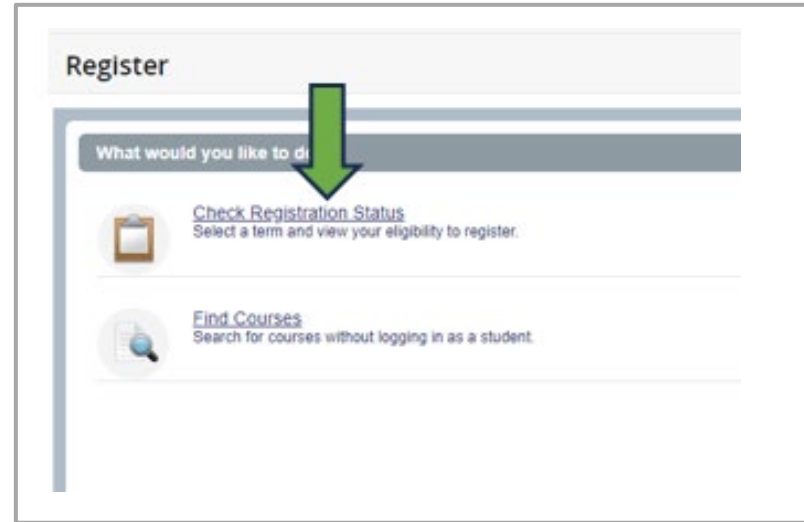 Register
What would you like to d
Check Registration Status
Select a term and view your eligibility to register.
Find Courses
Search for courses without logging in as a student.